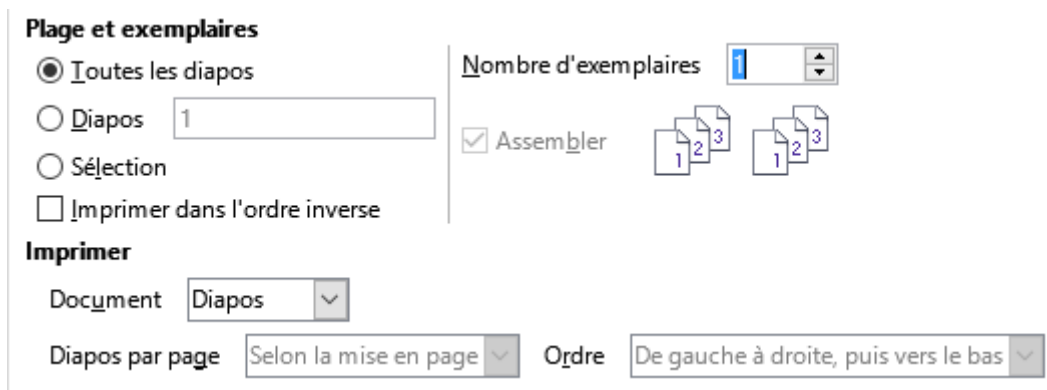 Plage et exemplaires
Toutes les diapos
Diapos 1
Sélection
Imprimer dans l'ordre inverse
Nombre d'exemplaires 1
Assembler 1 2 3 1 2 3
Imprimer
Document Diapos
Diapos par page Selon la mise en page Ordre De gauche à droite, puis vers le bas